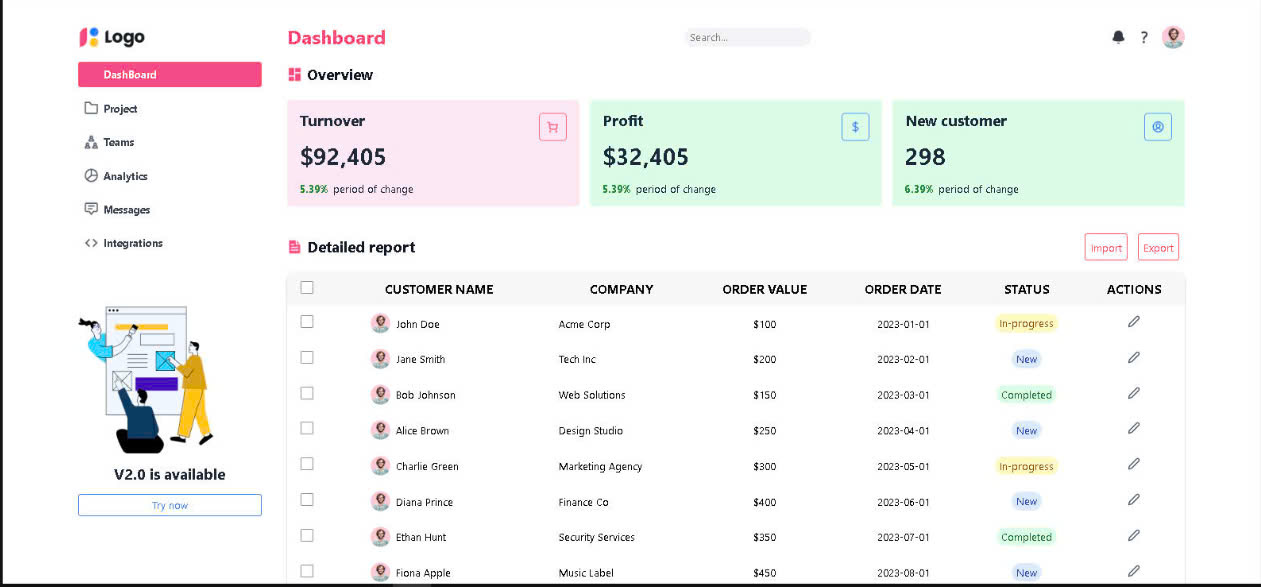 Logo
DashBoard
Project
Teams
Analytics
Messages
Integrations
V2.0 is available
Try now
Dashboard
Search...
?
Overview
Turnover
$92,405
5.39% period of change
Profit
$
$32,405
5.39% period of change
New customer
298
6.39% period of change
Detailed report
Import Export
CUSTOMER NAME COMPANY ORDER VALUE ORDER DATE STATUS ACTIONS
John Doe Acme Corp $100 2023-01-01 In-progress
Jane Smith Tech Inc $200 2023-02-01 New
Bob Johnson Web Solutions $150 2023-03-01 Completed
Alice Brown Design Studio $250 2023-04-01 New
Charlie Green Marketing Agency $300 2023-05-01 In-progress
Diana Prince Finance Co $400 2023-06-01 New
Ethan Hunt Security Services $350 2023-07-01 Completed
Fiona Apple Music Label $450 2023-08-01 New